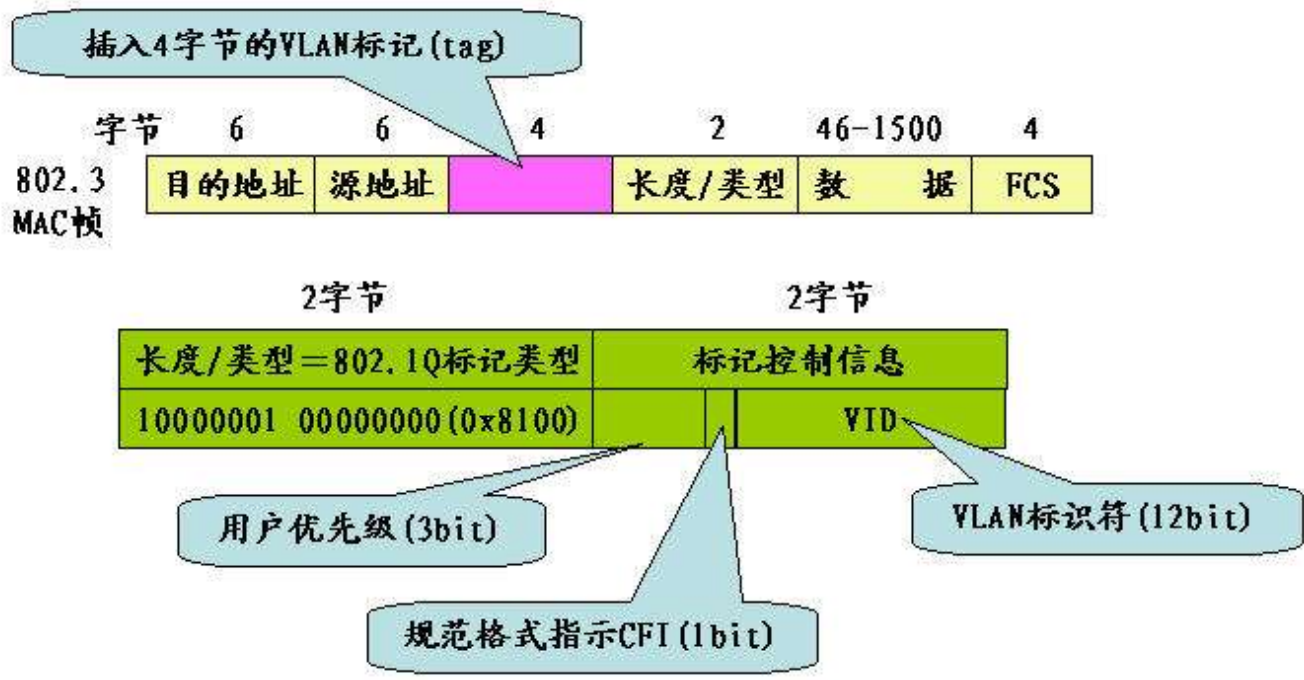 插入4字节的VLAN标记(tag)
字节 6 6 4 2 46-1500 4
802.3 MAC帧
目的地址 源地址 长度/类型 数 据 FCS
2字节 2字节
长度/类型=802.1Q标记类型 标记控制信息
10000001 00000000(0x8100) VID
用户优先级(3bit)
VLAN标识符(12bit)
规范格式指示CFI(1bit)